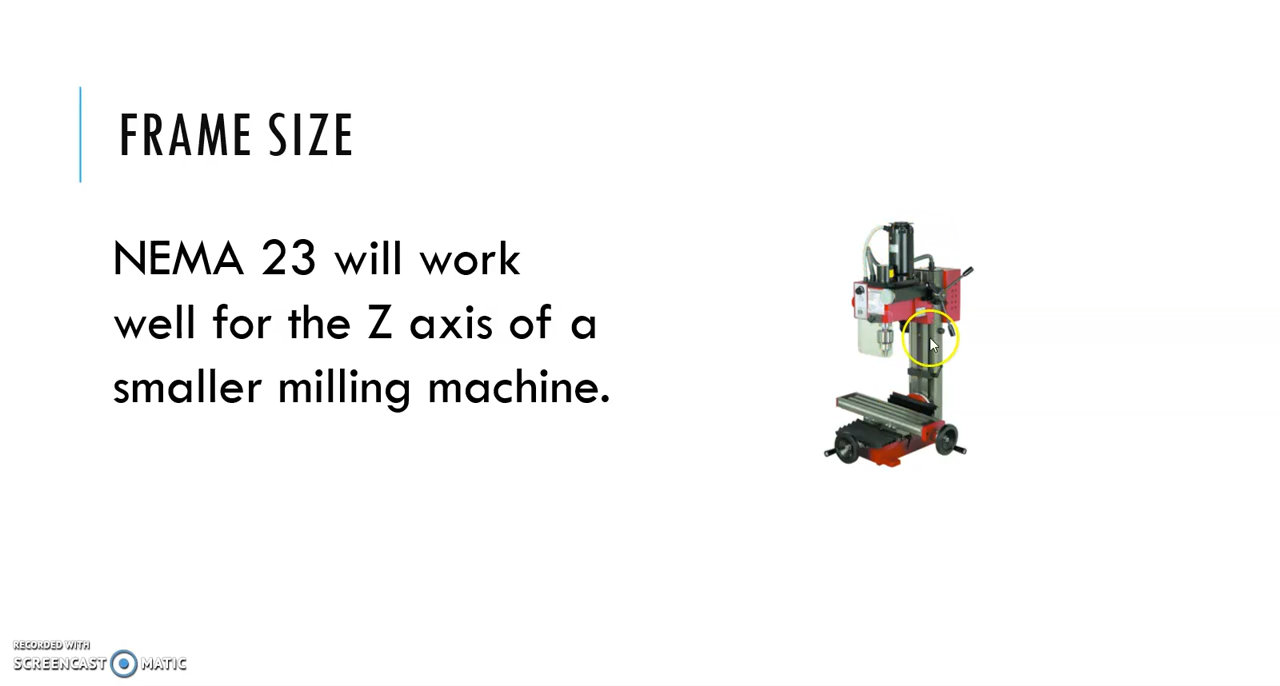 FRAME SIZE
NEMA 23 will work
well for the Z axis of a
smaller milling machine.
RECORDED WITH
SCREENCAST MATIC